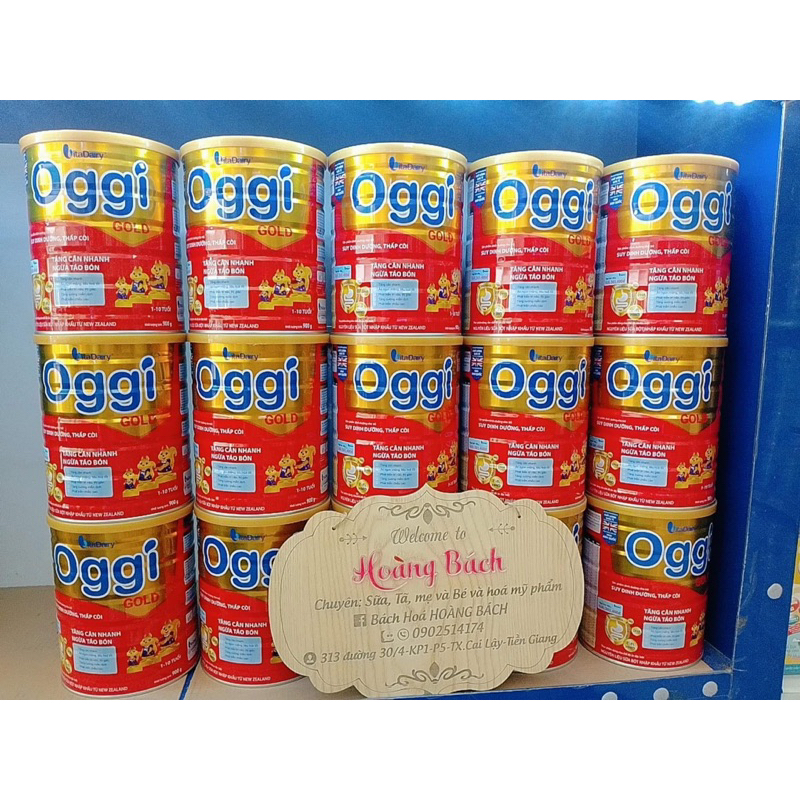 VitaDairy
Oggi
GOLD
SUY DINH DƯỠNG, THẤP CÒI
TĂNG CÂN NHANH
NGỪA TÁO BÓN
1-10 TUỔI
NGUYÊN LIỆU SỮA BỘT NHẬP KHẨU TỪ NEW ZEALAND
900 g
Welcome to
Hoàng Bách
Chuyên: Sữa, Tã, mẹ và Bé và hoá mỹ phẩm
Bách Hoá HOÀNG BÁCH
0902514174
313 đường 30/4-KP1-P5-TX.Cai Lậy-Tiền Giang